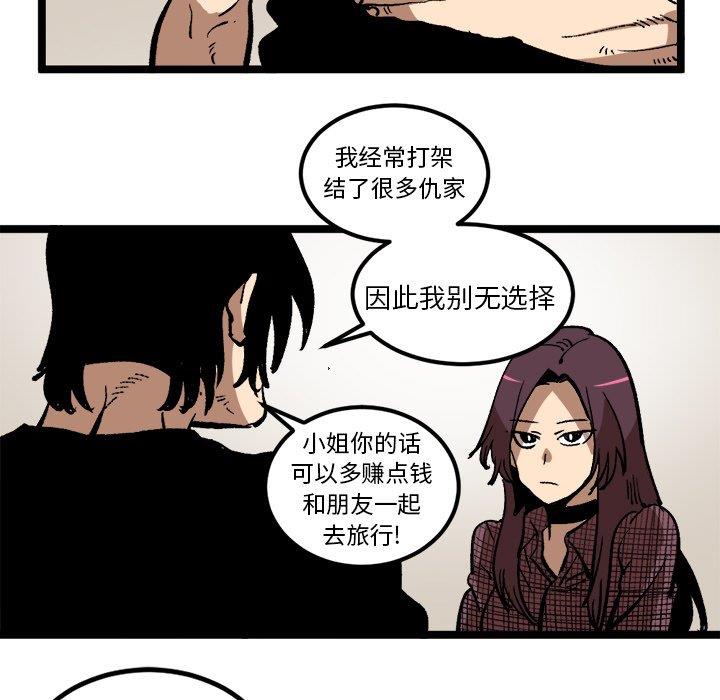 我经常打架
结了很多仇家
因此我别无选择
小姐你的话
可以多赚点钱
和朋友一起
去旅行!